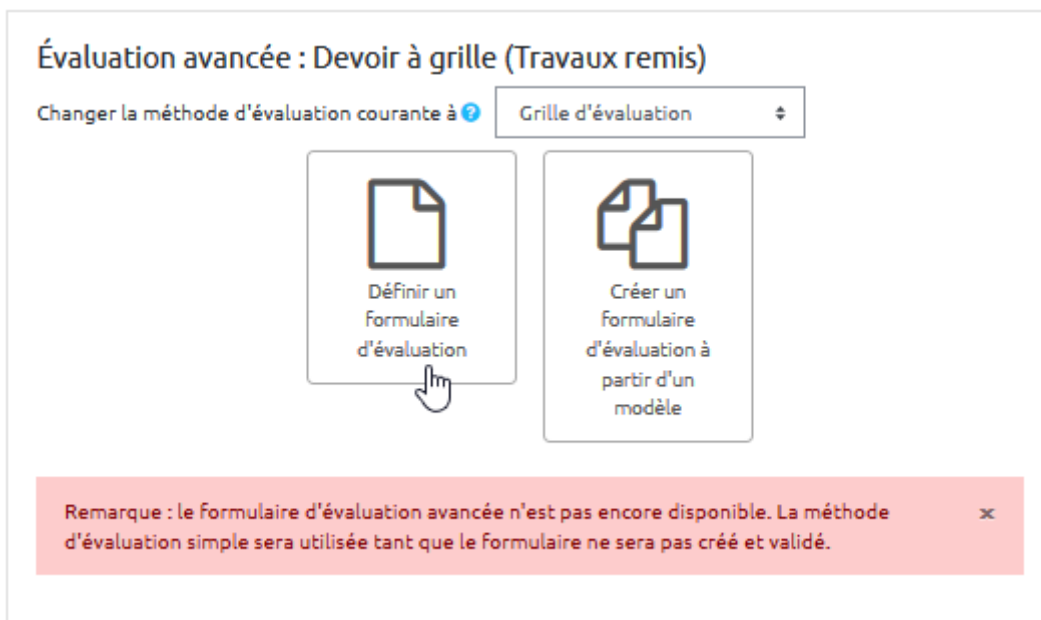 Évaluation avancée : Devoir à grille (Travaux remis)
Changer la méthode d'évaluation courante à ? Grille d'évaluation
Définir un
formulaire
d'évaluation
Créer un
formulaire
d'évaluation à
partir d'un
modèle
Remarque : le formulaire d'évaluation avancée n'est pas encore disponible. La méthode
d'évaluation simple sera utilisée tant que le formulaire ne sera pas créé et validé.